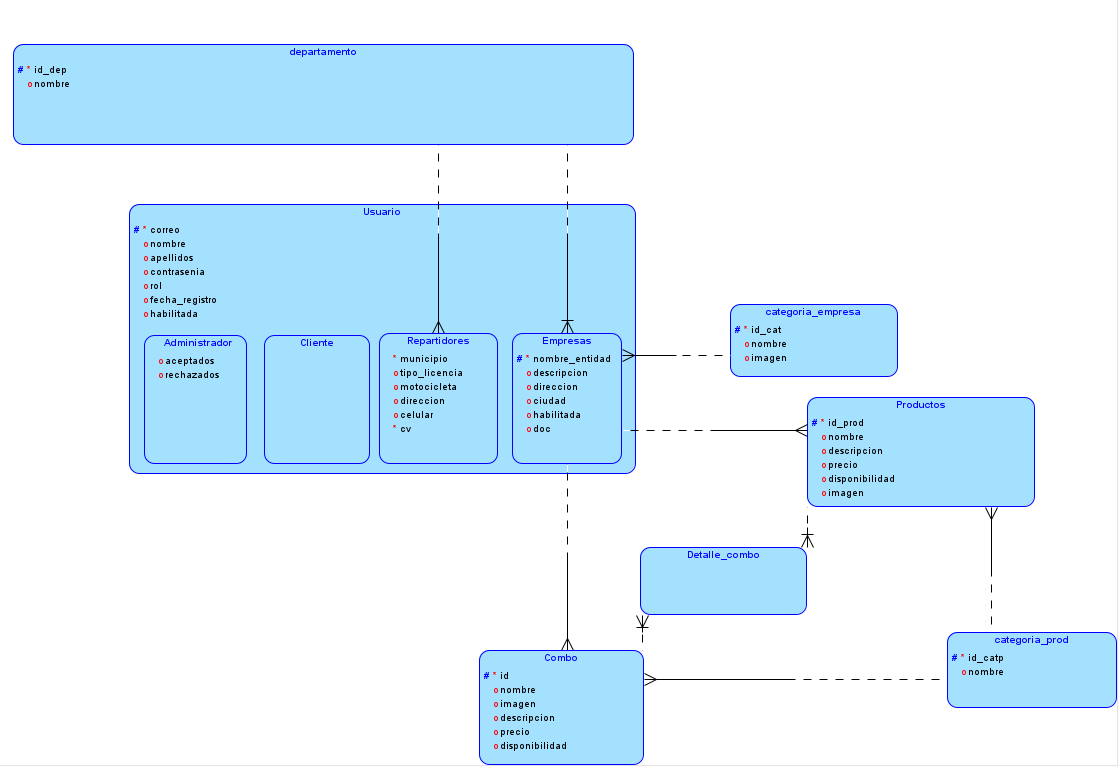 departamento
# * id_dep
o nombre
Usuario
# * correo
o nombre
o apellidos
o contrasenia
o rol
o fecha_registro
o habilitada
Administrador
o aceptados
o rechazados
Cliente
Repartidores
* municipio
o tipo_licencia
o motocicleta
o direccion
o celular
* cv
Empresas
# * nombre_entidad
o descripcion
o direccion
o ciudad
o habilitada
o doc
categoria_empresa
# * id_cat
o nombre
o imagen
Productos
# * id_prod
o nombre
o descripcion
o precio
o disponibilidad
o imagen
Detalle_combo
categoria_prod
# * id_catp
o nombre
Combo
# * id
o nombre
o imagen
o descripcion
o precio
o disponibilidad